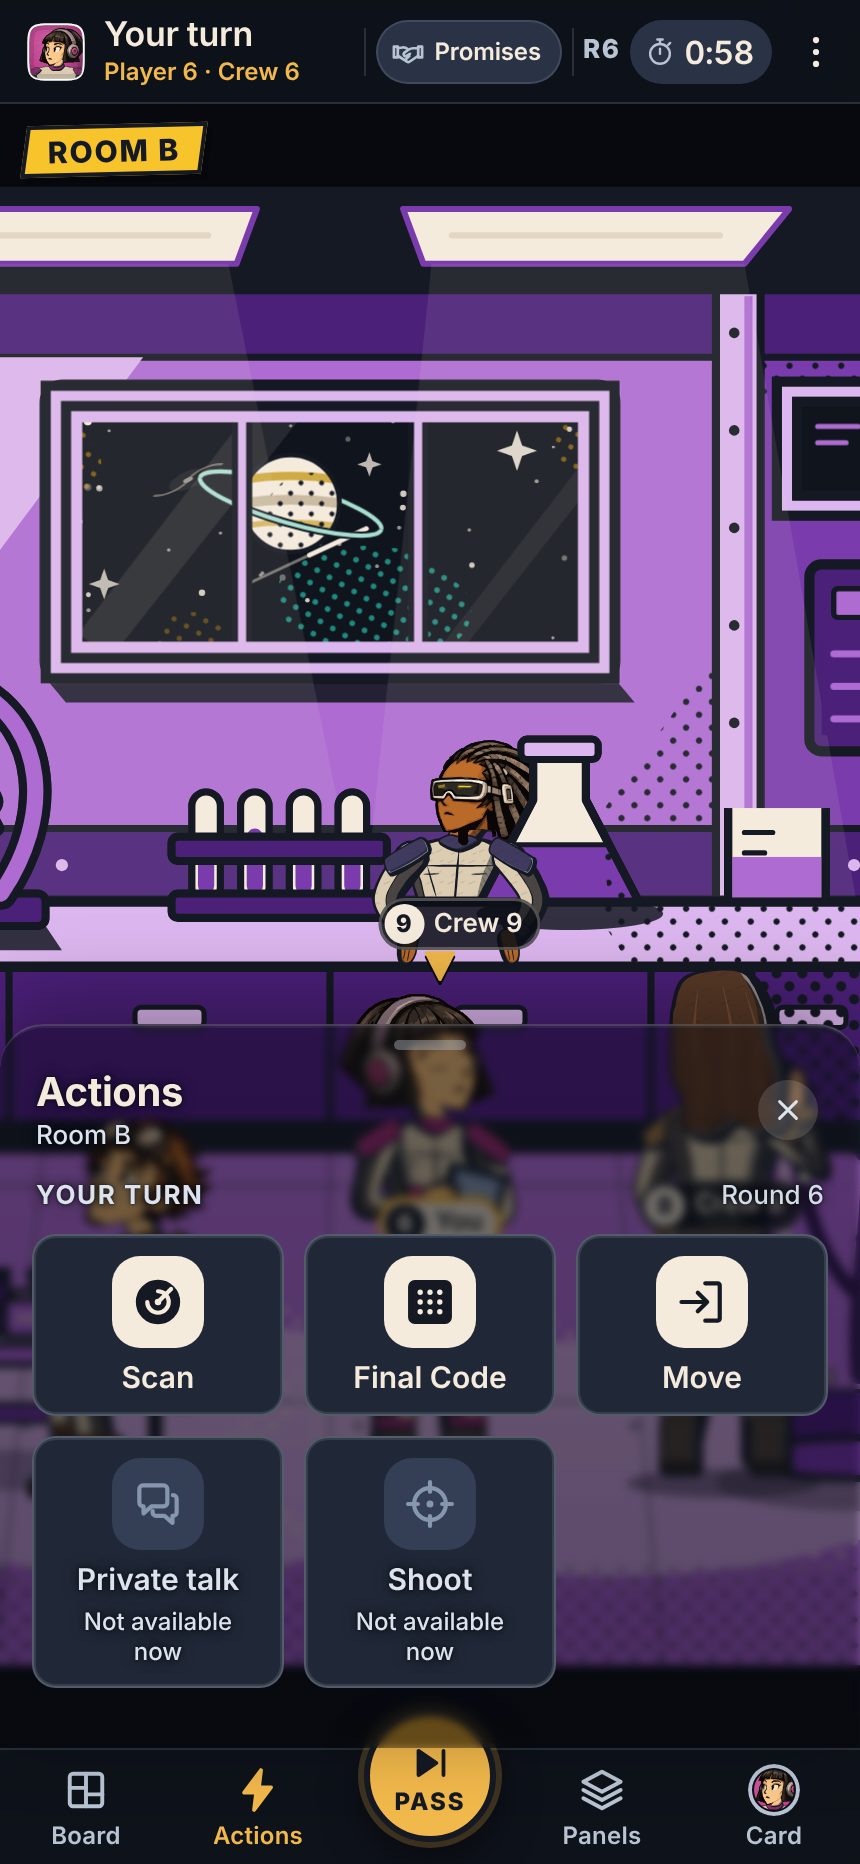 Your turn
Player 6 · Crew 6
Promises
R6
0:58
ROOM B
9 Crew 9
Actions
Room B
YOUR TURN
Round 6
Scan
Final Code
Move
Private talk
Not available
now
Shoot
Not available
now
PASS
Board
Actions
Panels
Card